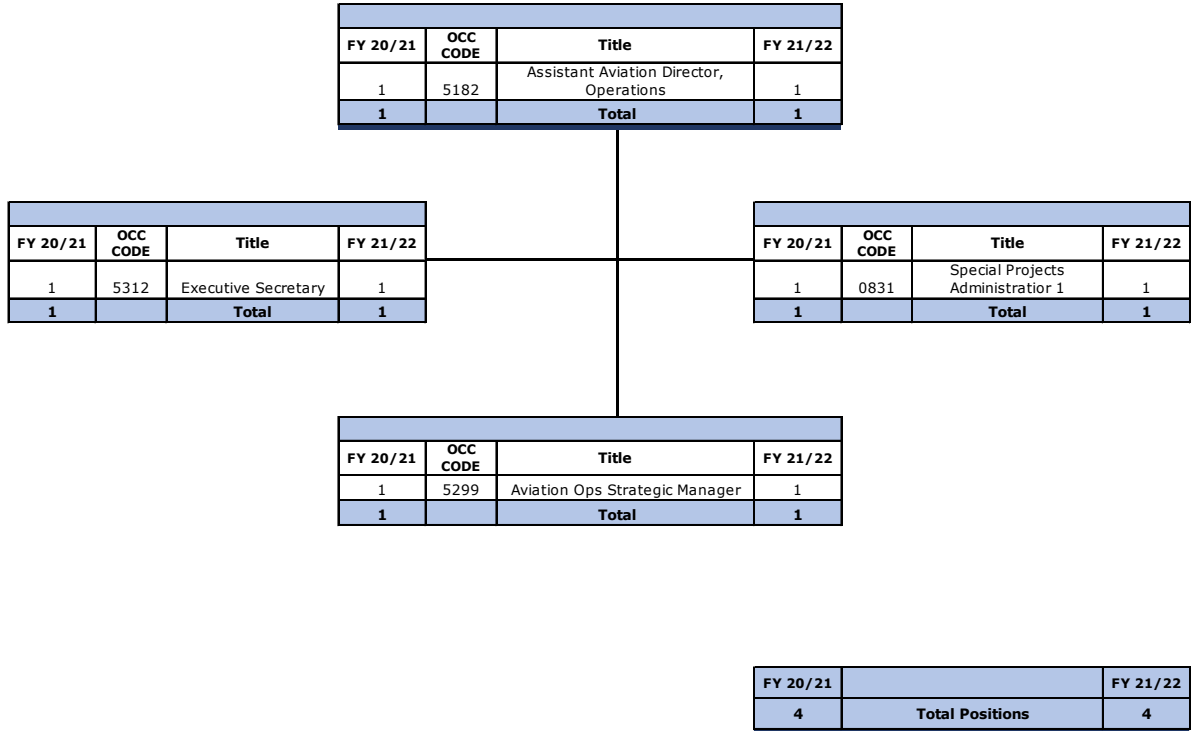 FY 20/21 OCC CODE Title FY 21/22
1 5182 Assistant Aviation Director, Operations 1
1 Total 1
FY 20/21 OCC CODE Title FY 21/22
1 5312 Executive Secretary 1
1 Total 1
FY 20/21 OCC CODE Title FY 21/22
1 0831 Special Projects Administratior 1 1
1 Total 1
FY 20/21 OCC CODE Title FY 21/22
1 5299 Aviation Ops Strategic Manager 1
1 Total 1
FY 20/21 FY 21/22
4 Total Positions 4